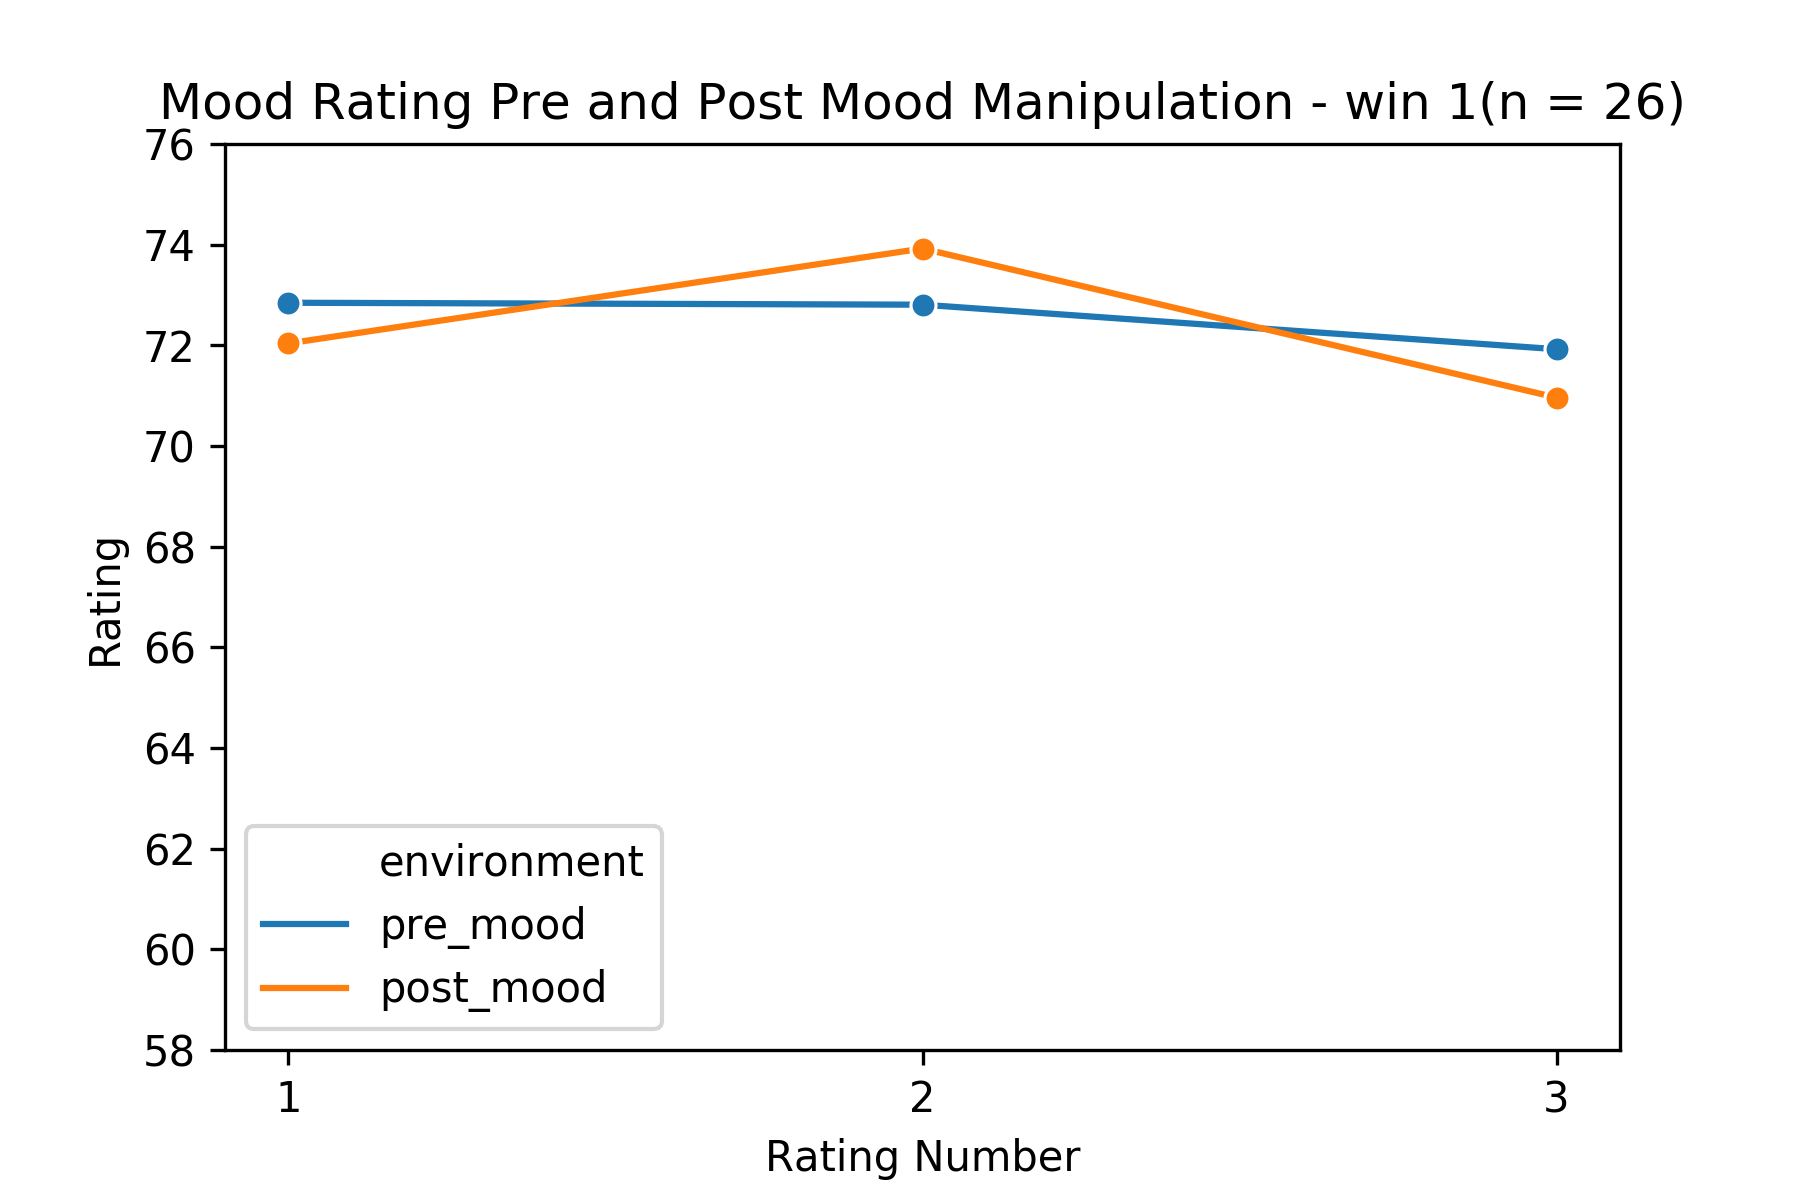 Mood Rating Pre and Post Mood Manipulation - win 1(n = 26)
76
74
72
70
68
66
64
62
60
58
Rating
environment
pre_mood
post_mood
1 2 3
Rating Number